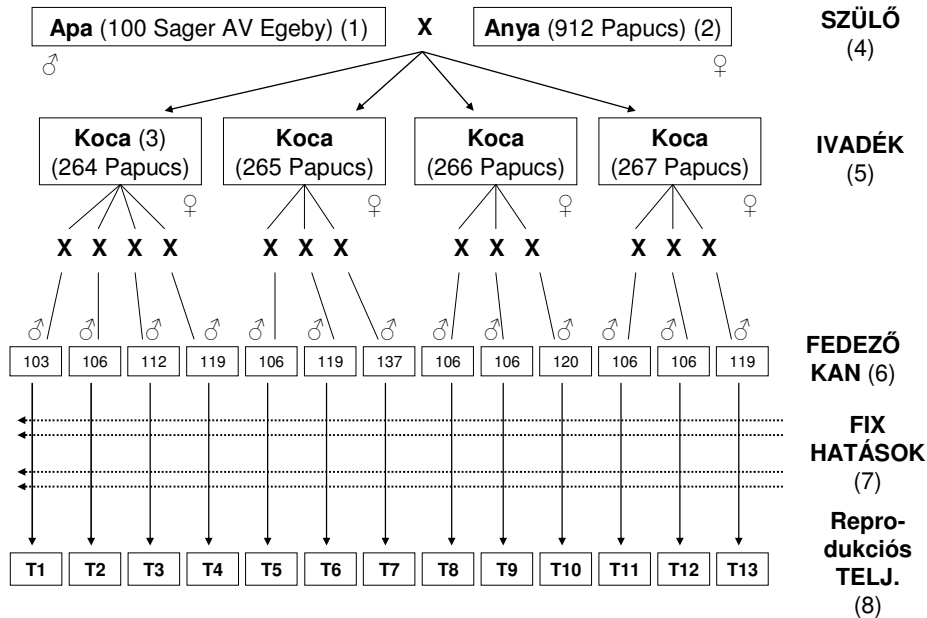 Apa (100 Sager AV Egeby) (1) X Anya (912 Papucs) (2) SZÜLŐ
(4)
♂ ♀
Koca (3) Koca Koca Koca IVADÉK
(264 Papucs) (265 Papucs) (266 Papucs) (267 Papucs) (5)
♀ ♀ ♀ ♀
X X X X X X X X X X X X X
♂ ♂ ♂ ♂ ♂ ♂ ♂ ♂ ♂ ♂ ♂ ♂ ♂
103 106 112 119 106 119 137 106 106 120 106 106 119 FEDEZŐ
KAN (6)
FIX
HATÁSOK
(7)
Repro-
dukciós
T1 T2 T3 T4 T5 T6 T7 T8 T9 T10 T11 T12 T13 TELJ.
(8)